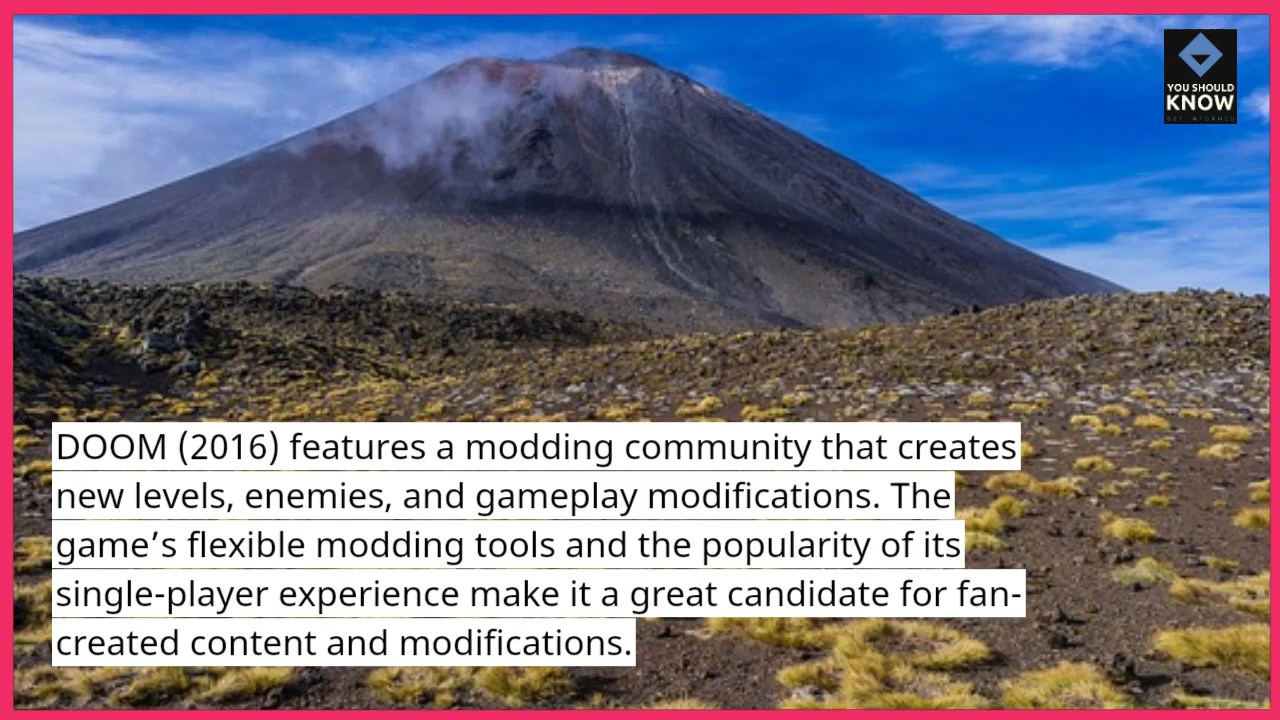 YOU SHOULD
KNOW
GET INFORMED
DOOM (2016) features a modding community that creates
new levels, enemies, and gameplay modifications. The
game’s flexible modding tools and the popularity of its
single-player experience make it a great candidate for fan-
created content and modifications.